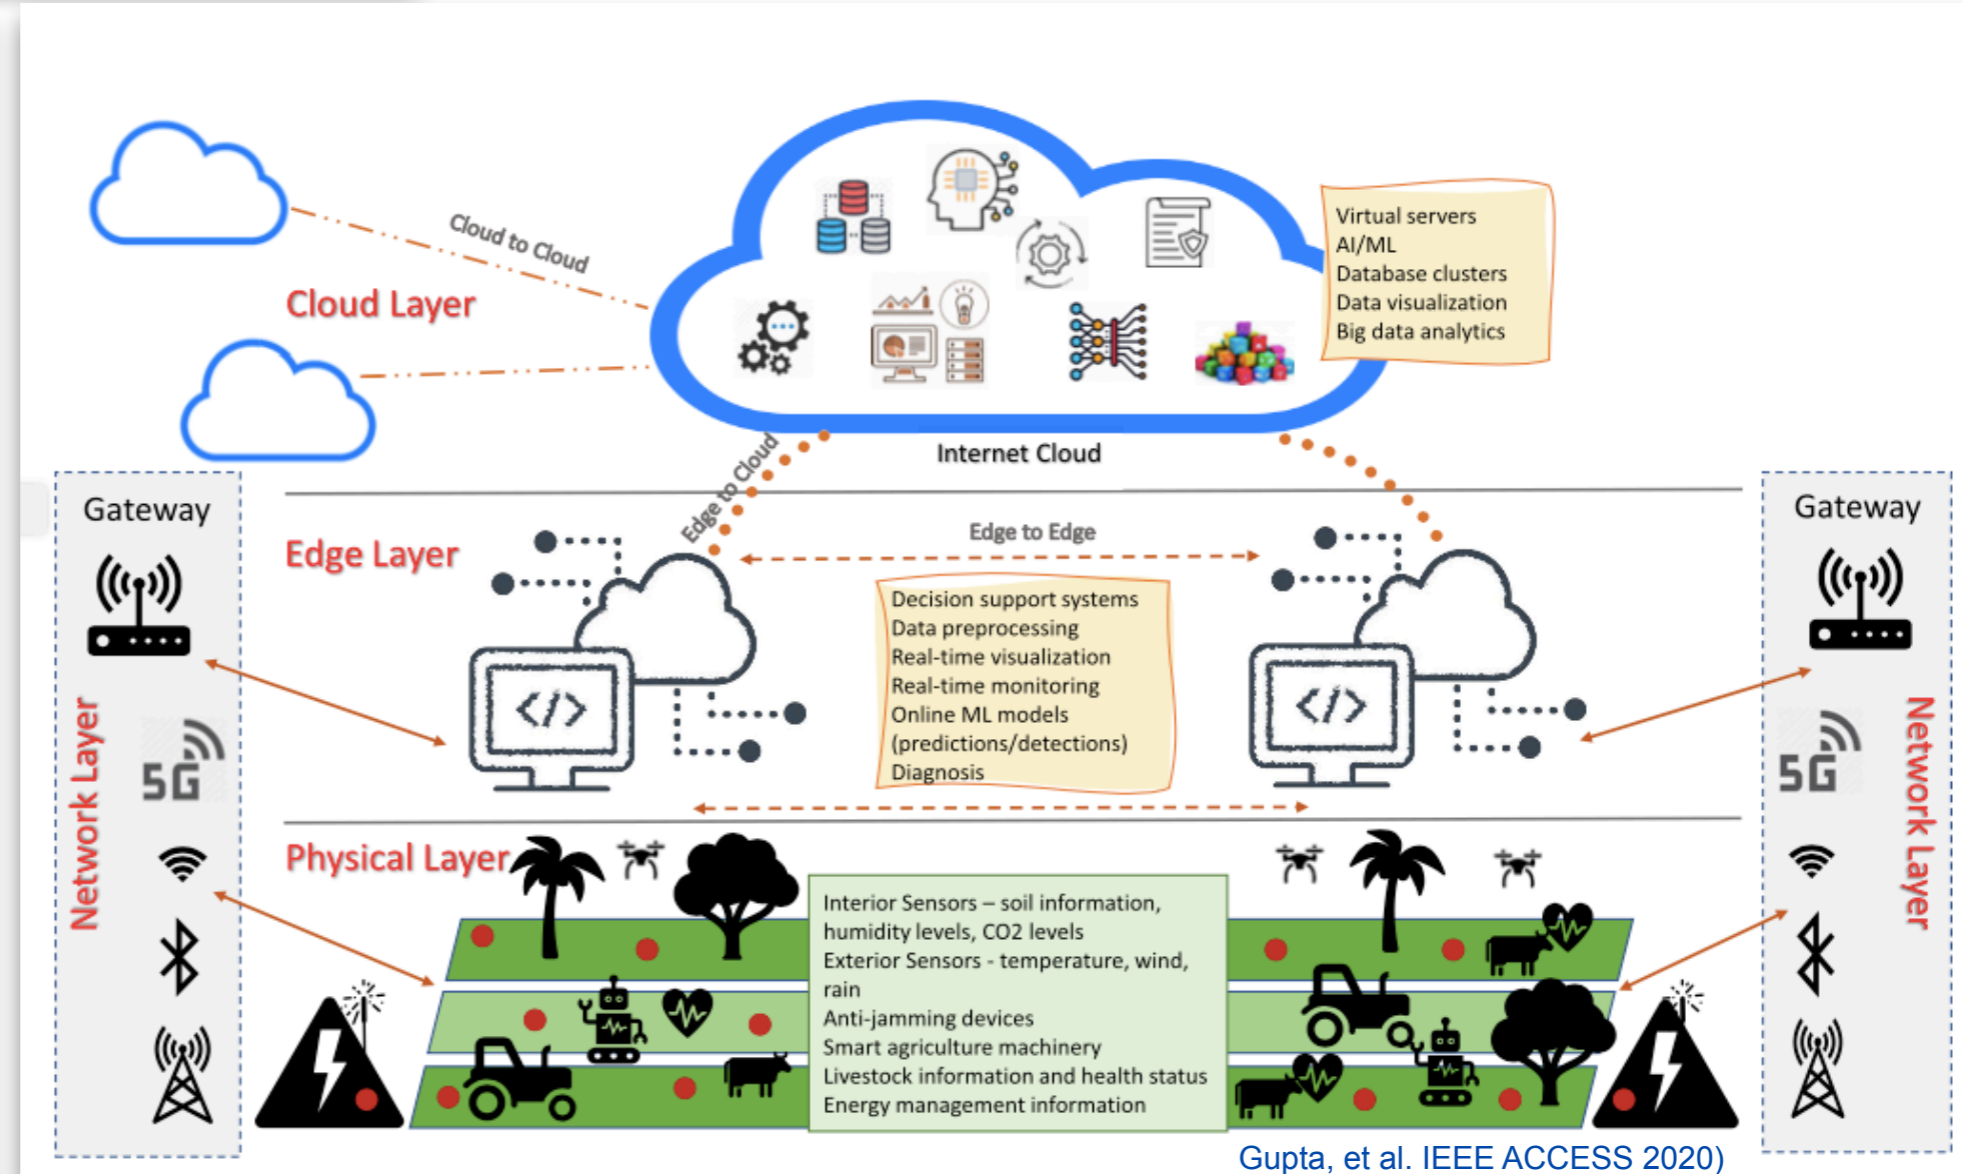 Cloud to Cloud
Cloud Layer
Virtual servers
AI/ML
Database clusters
Data visualization
Big data analytics
Internet Cloud
Edge to Cloud
Gateway
Network Layer
5G
Edge Layer
Edge to Edge
</>
Decision support systems
Data preprocessing
Real-time visualization
Real-time monitoring
Online ML models
(predictions/detections)
Diagnosis
</>
Gateway
Network Layer
5G
Physical Layer
Interior Sensors – soil information,
humidity levels, CO2 levels
Exterior Sensors - temperature, wind,
rain
Anti-jamming devices
Smart agriculture machinery
Livestock information and health status
Energy management information
Gupta, et al. IEEE ACCESS 2020)